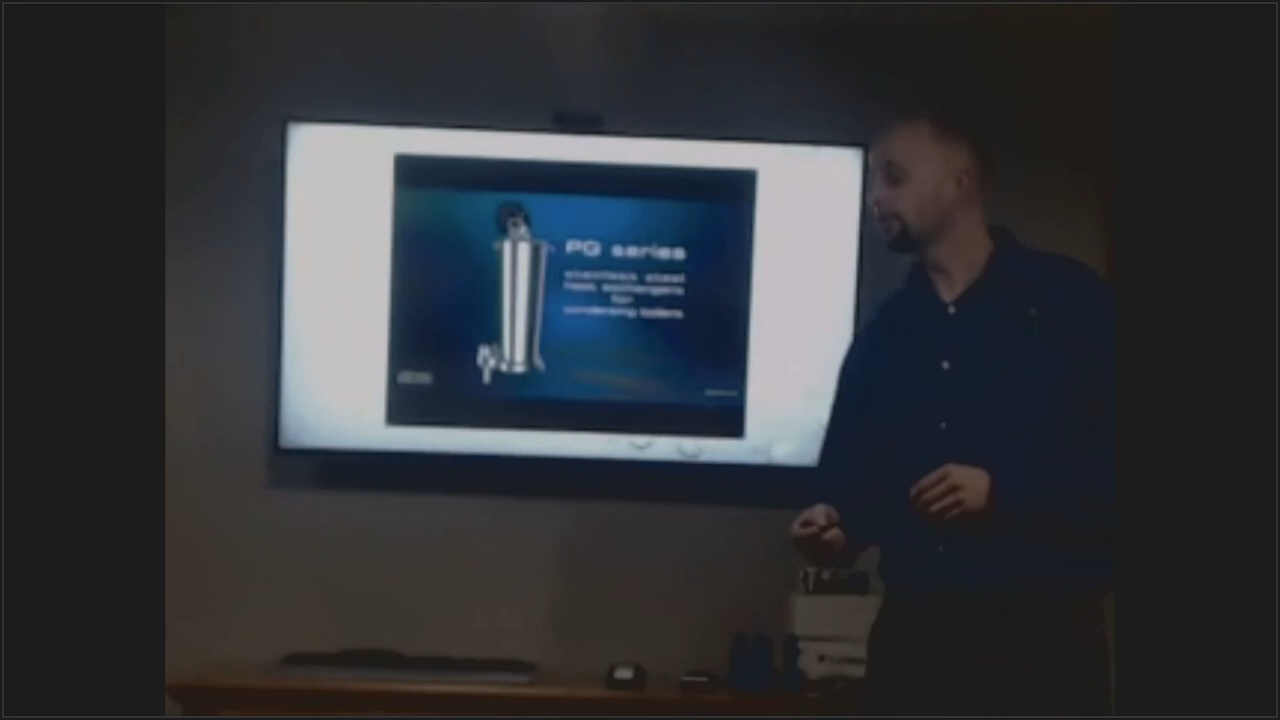 PG series
stainless steel
heat exchangers
for
condensing boilers